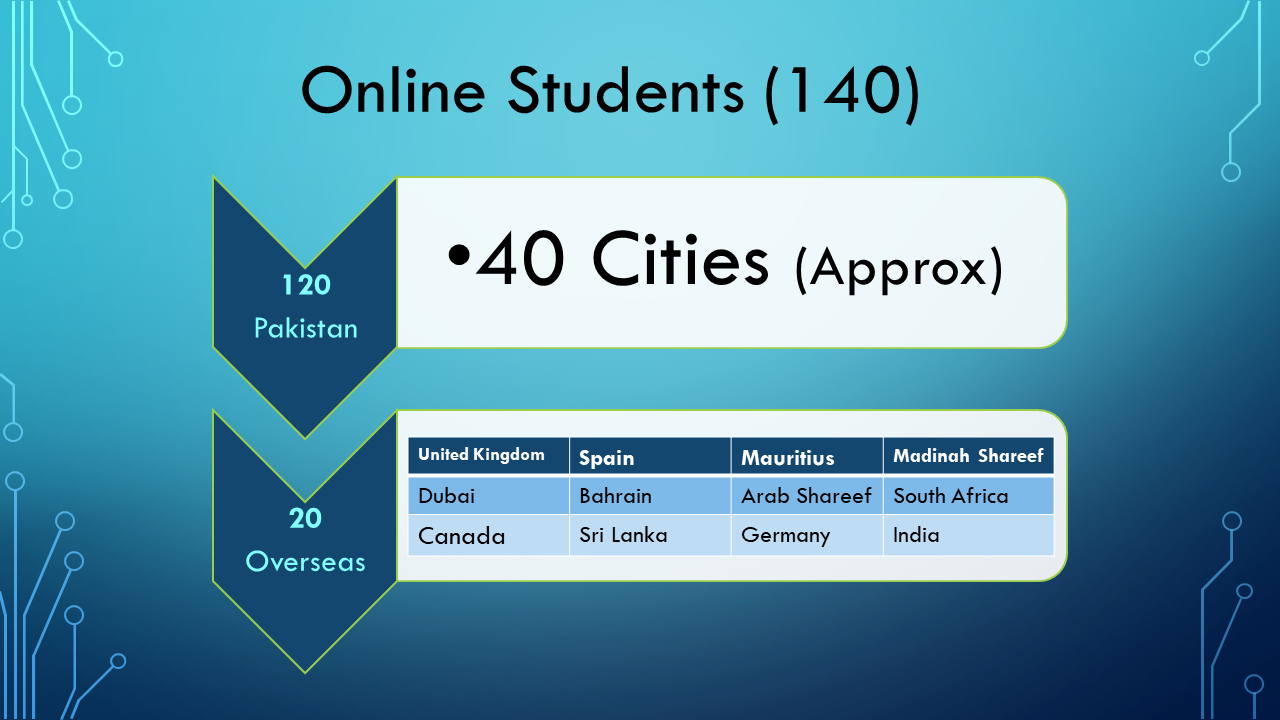 Online Students (140)
120
Pakistan
•40 Cities (Approx)
20
Overseas
United Kingdom Spain Mauritius Madinah Shareef
Dubai Bahrain Arab Shareef South Africa
Canada Sri Lanka Germany India